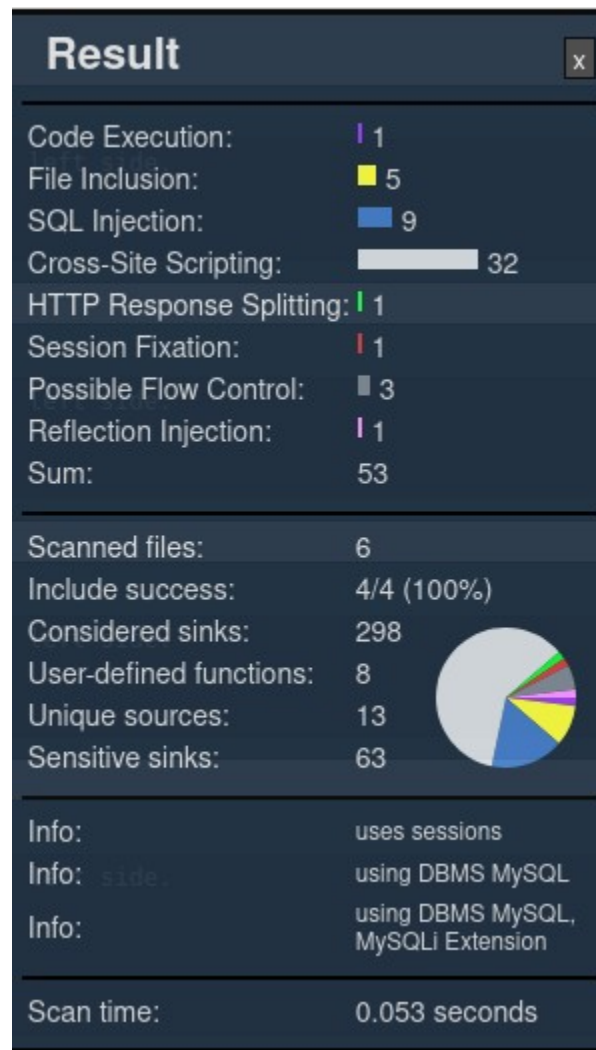 Result
x
Code Execution: 1
File Inclusion: 5
SQL Injection: 9
Cross-Site Scripting: 32
HTTP Response Splitting: 1
Session Fixation: 1
Possible Flow Control: 3
Reflection Injection: 1
Sum: 53
Scanned files: 6
Include success: 4/4 (100%)
Considered sinks: 298
User-defined functions: 8
Unique sources: 13
Sensitive sinks: 63
Info: uses sessions
Info: side. using DBMS MySQL
Info: using DBMS MySQL,
MySQLi Extension
Scan time: 0.053 seconds